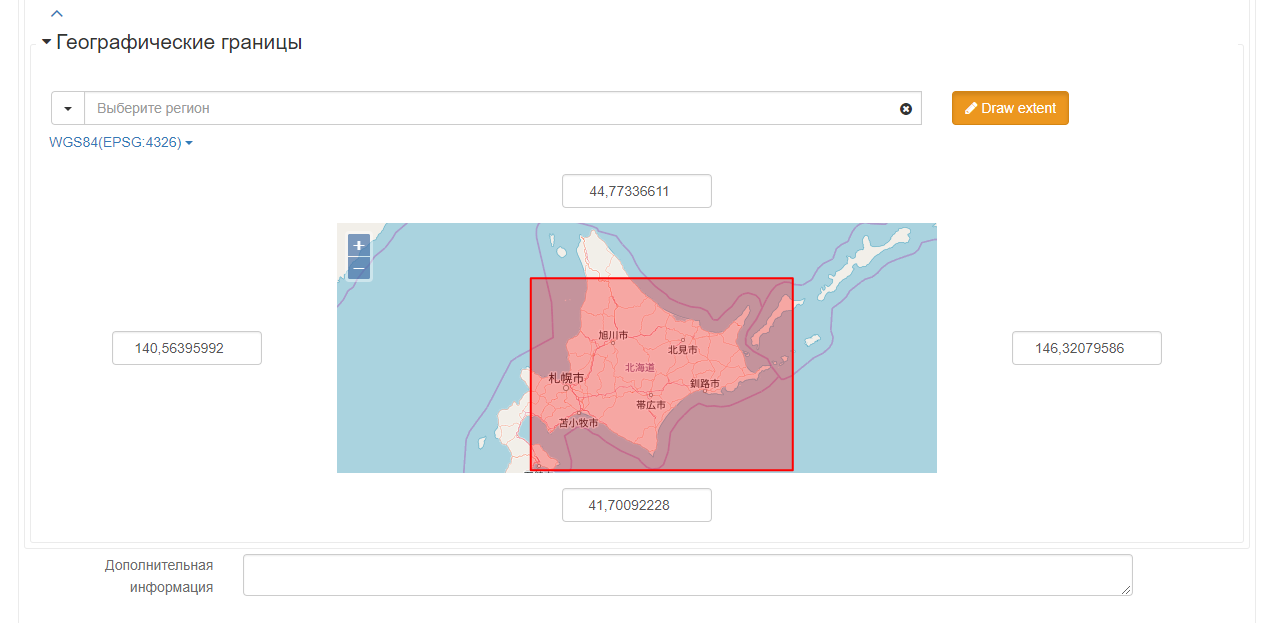 Географические границы
Выберите регион
Draw extent
WGS84(EPSG:4326)
44,77336611
+
−
旭川市
140,56395992
北見市
146,32079586
北海道
札幌市
釧路市
帯広市
苫小牧市
41,70092228
Дополнительная
информация